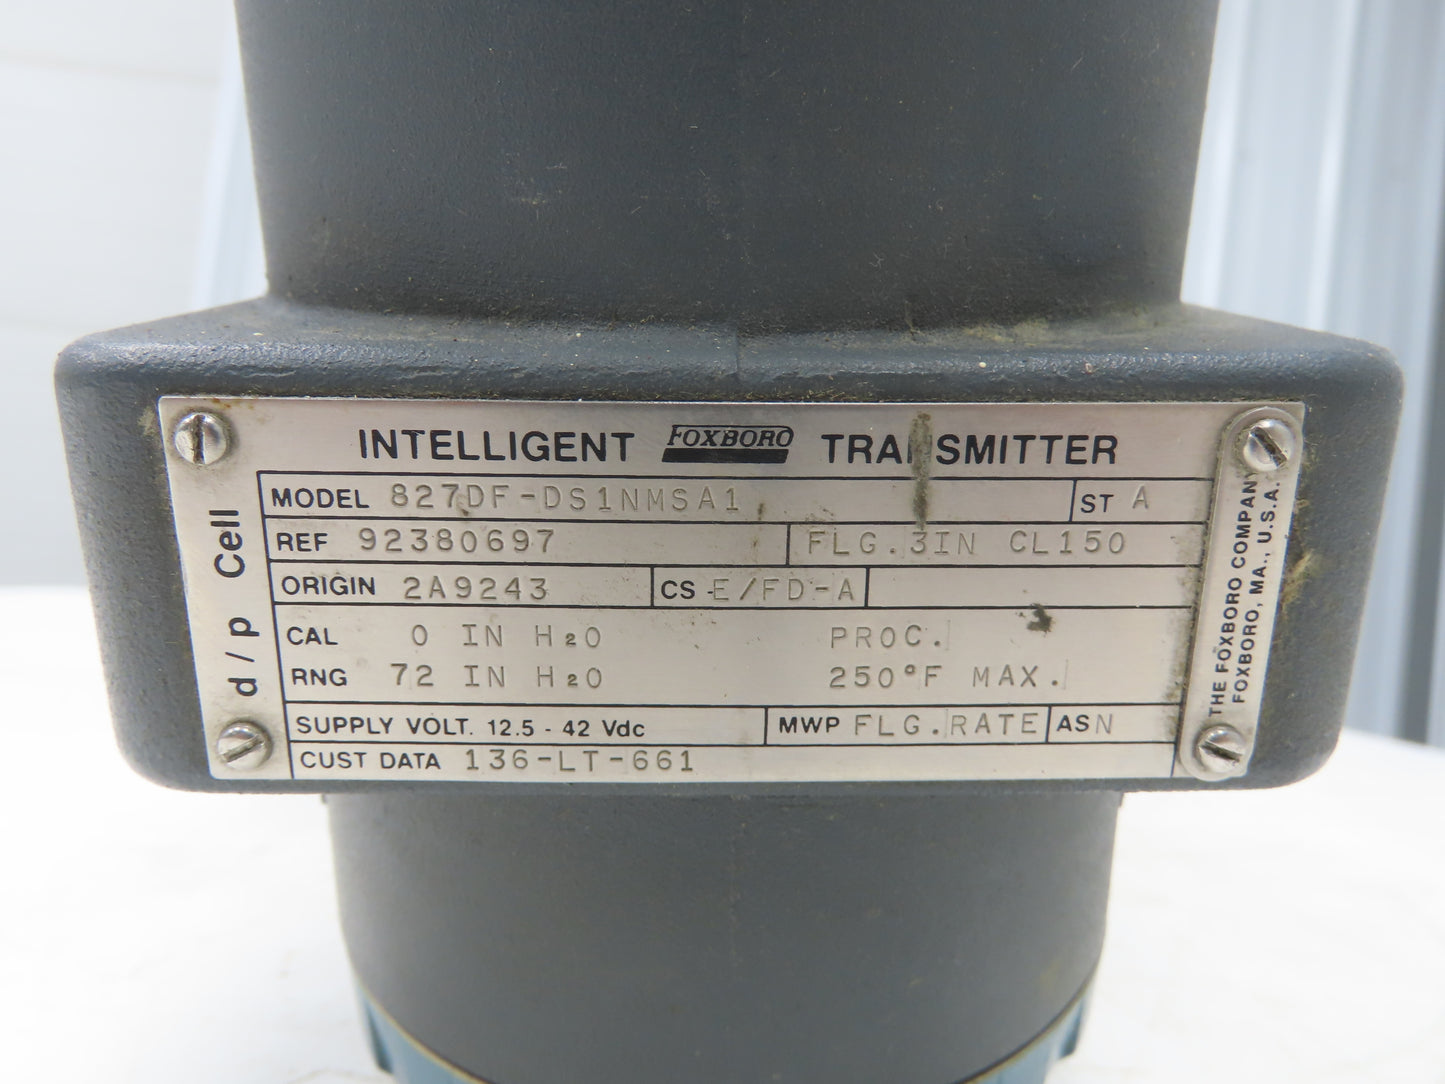 INTELLIGENT FOXBORO TRANSMITTER
d/p Cell
MODEL 827DF-DS1NMSA1 ST A
REF 92380697 FLG.3IN CL150
ORIGIN 2A9243 CS E/FD-A
CAL 0 IN H2O PROC.
RNG 72 IN H2O 250°F MAX.
SUPPLY VOLT. 12.5 - 42 Vdc MWP FLG.RATE ASN
CUST DATA 136-LT-661
THE FOXBORO COMPANY
FOXBORO, MA., U.S.A.